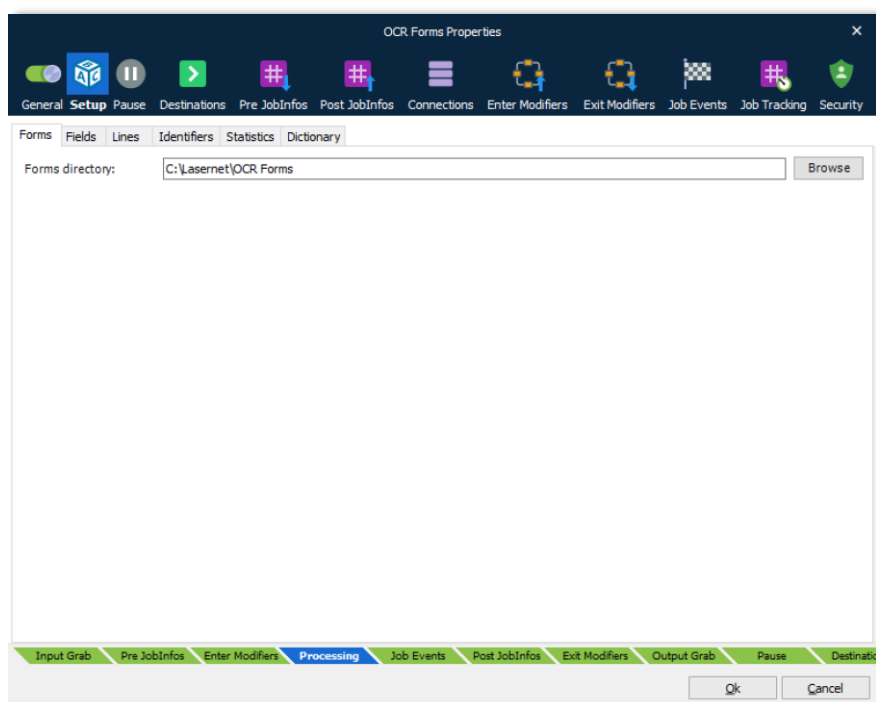 OCR Forms Properties
General Setup Pause Destinations Pre JobInfos Post JobInfos Connections Enter Modifiers Exit Modifiers Job Events Job Tracking Security
Forms Fields Lines Identifiers Statistics Dictionary
Forms directory: C:\Lasernet\OCR Forms Browse
Input Grab Pre JobInfos Enter Modifiers Processing Job Events Post JobInfos Exit Modifiers Output Grab Pause Destinatio
Ok Cancel